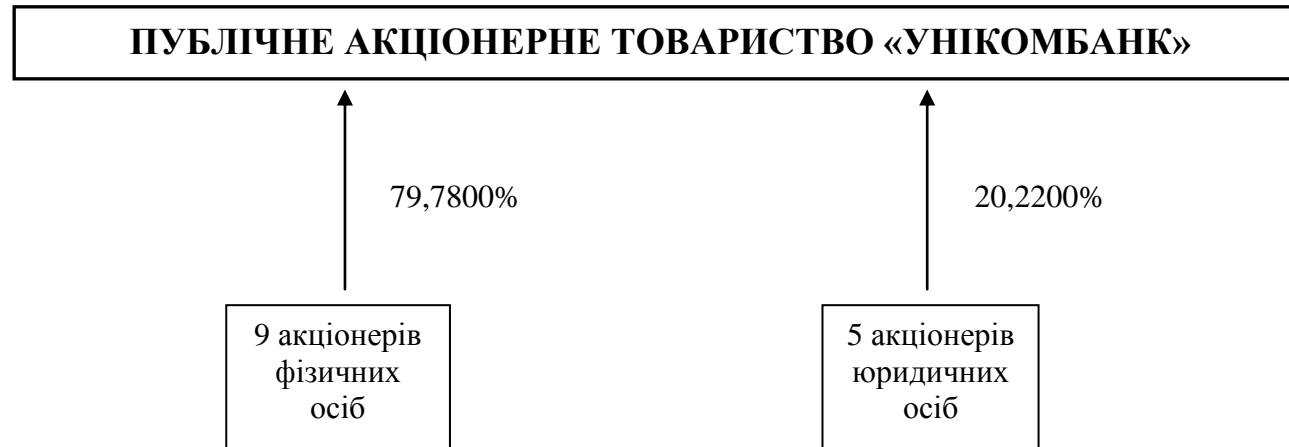 ПУБЛІЧНЕ АКЦІОНЕРНЕ ТОВАРИСТВО «УНІКОМБАНК»
79,7800%
20,2200%
9 акціонерів
фізичних
осіб
5 акціонерів
юридичних
осіб